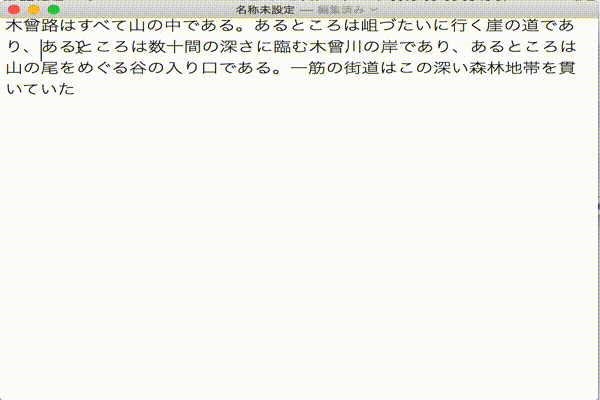 名称未設定 — 編集済み
木曾路はすべて山の中である。あるところは岨づたいに行く崖の道であ
り、あるところは数十間の深さに臨む木曾川の岸であり、あるところは
山の尾をめぐる谷の入り口である。一筋の街道はこの深い森林地帯を貫
いていた